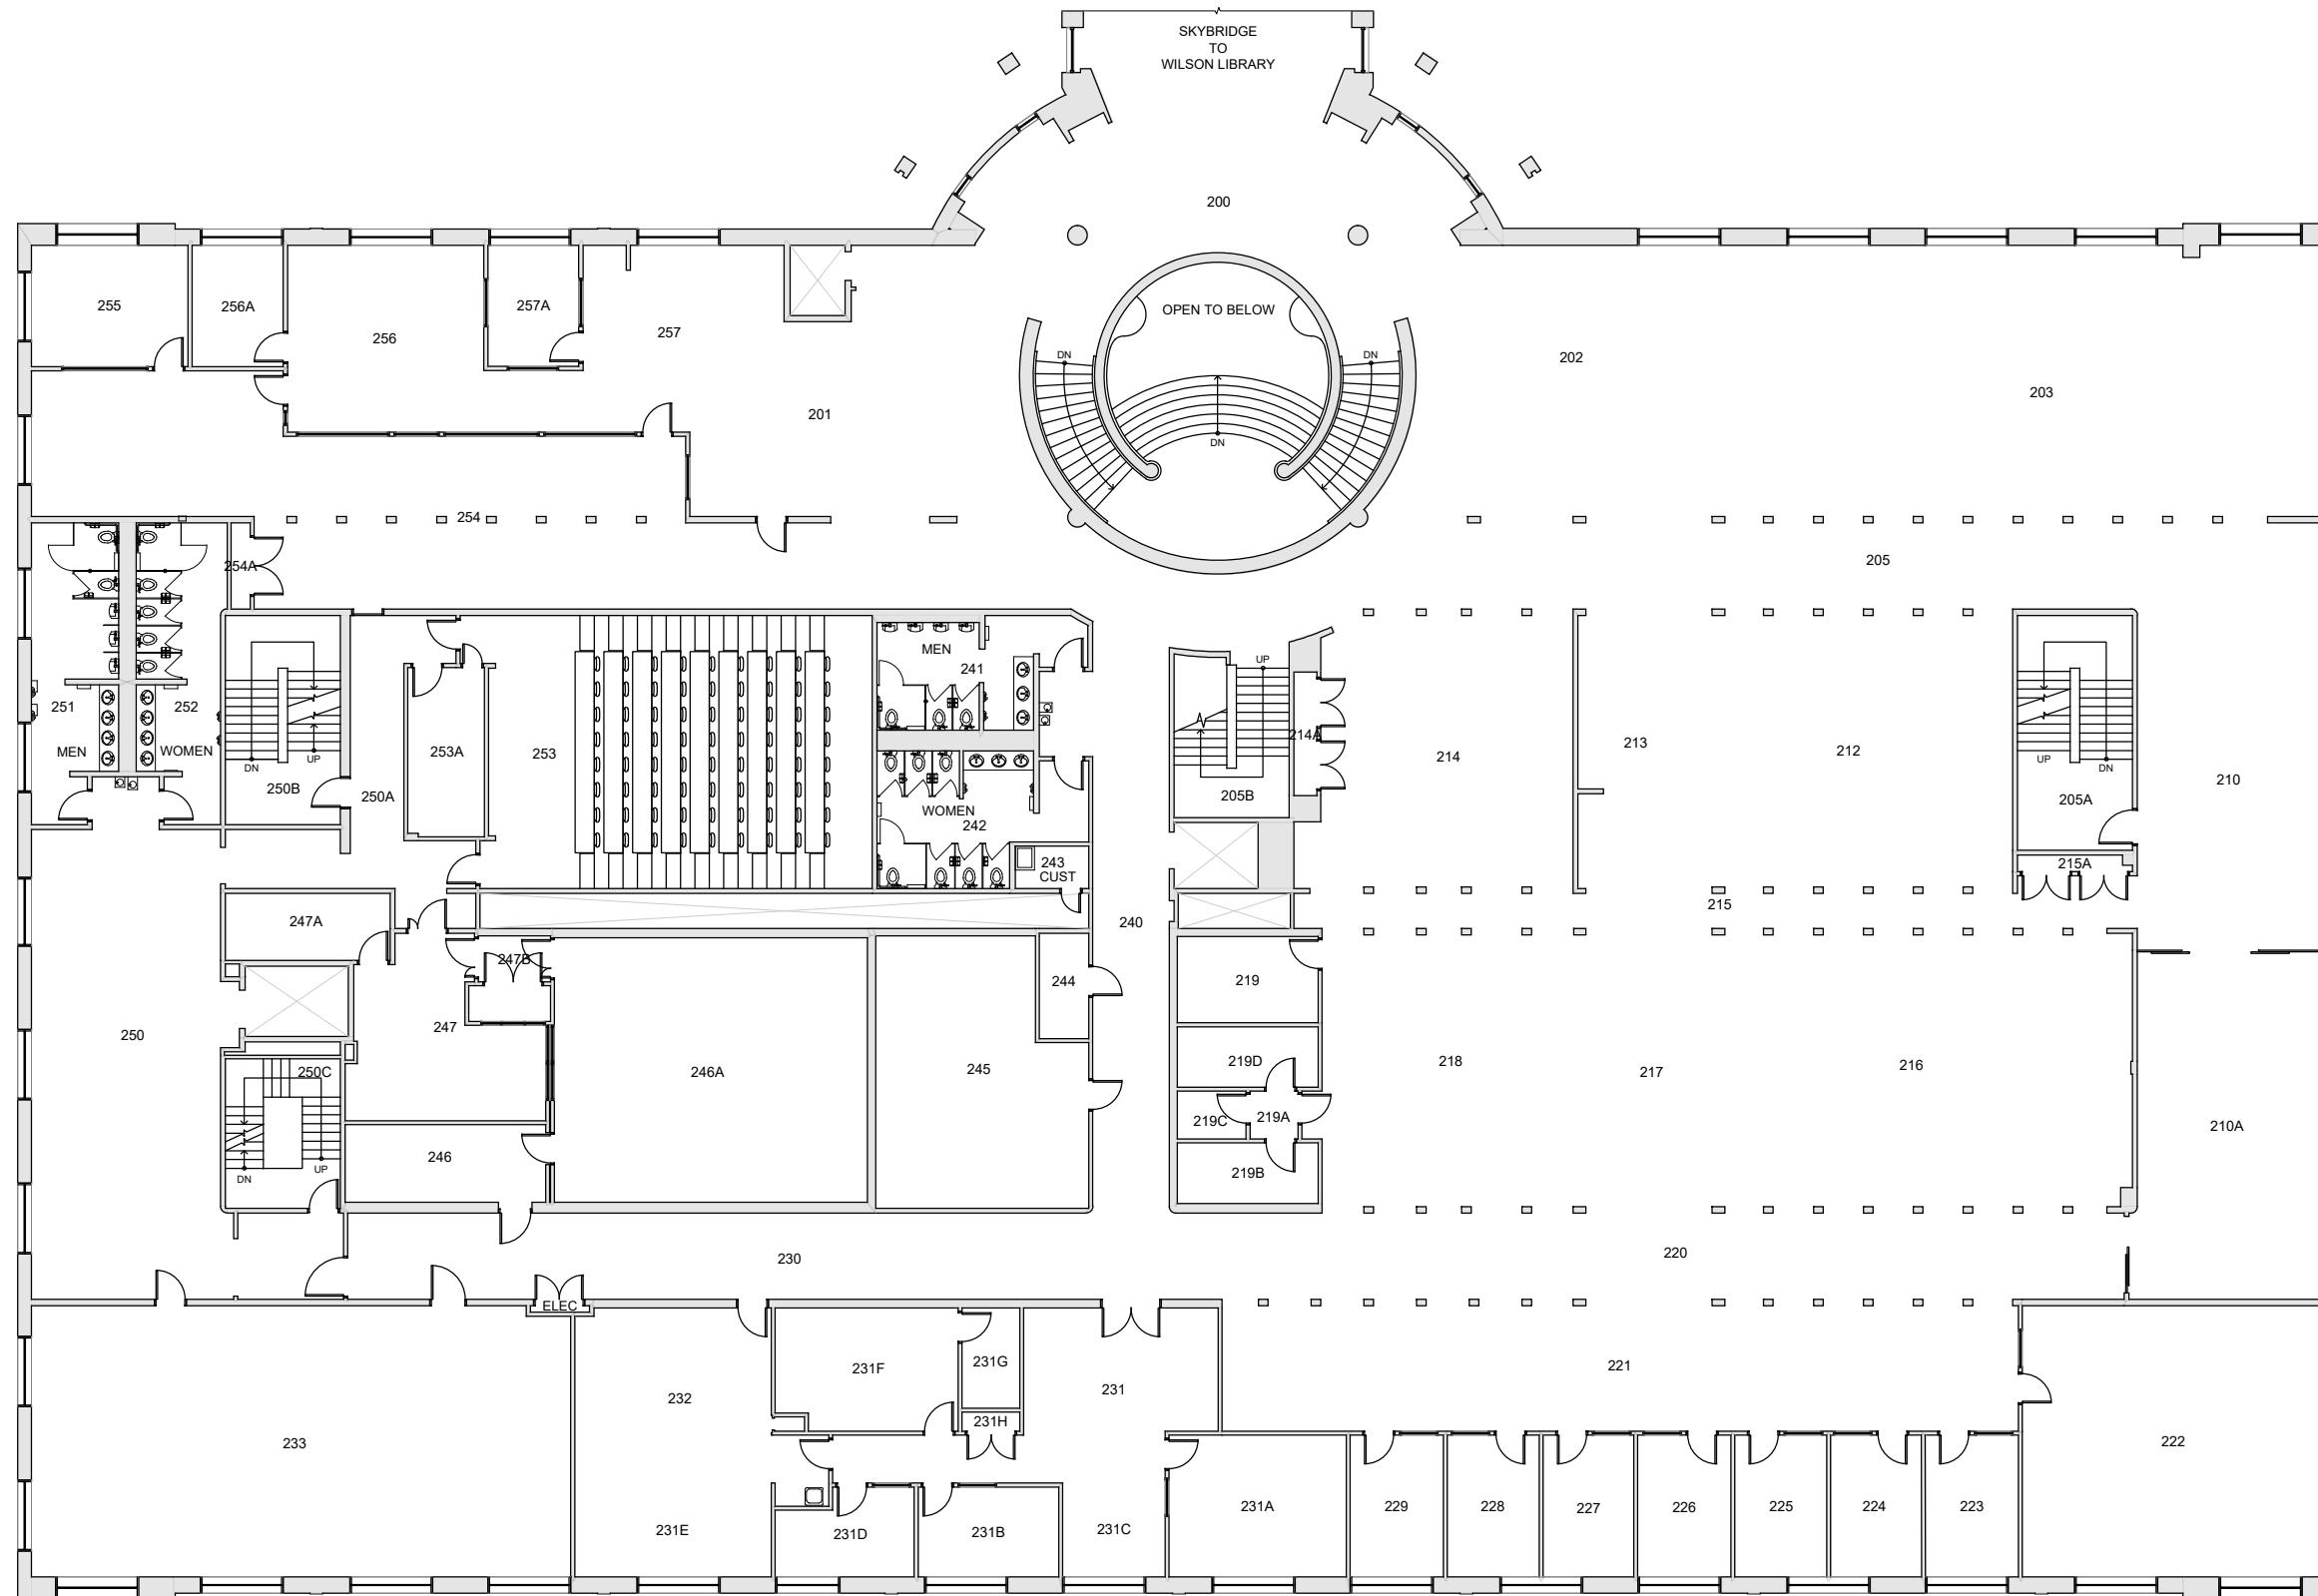 SKYBRIDGE
TO
WILSON LIBRARY
200
255
256A
256
257A
257
OPEN TO BELOW
DN
DN
DN
202
203
201
254
254A
205
MEN
241
251
MEN
252
WOMEN
DN
UP
250B
250A
253A
253
WOMEN
242
243
CUST
UP
205B
214A
214
213
212
UP
DN
205A
210
215A
215
247A
247B
240
247
250
250C
DN
UP
246
246A
245
244
219
219D
219C
219A
219B
218
217
216
210A
230
220
ELEC
233
232
231F
231G
231H
231
221
222
231E
231D
231B
231C
231A
229
228
227
226
225
224
223